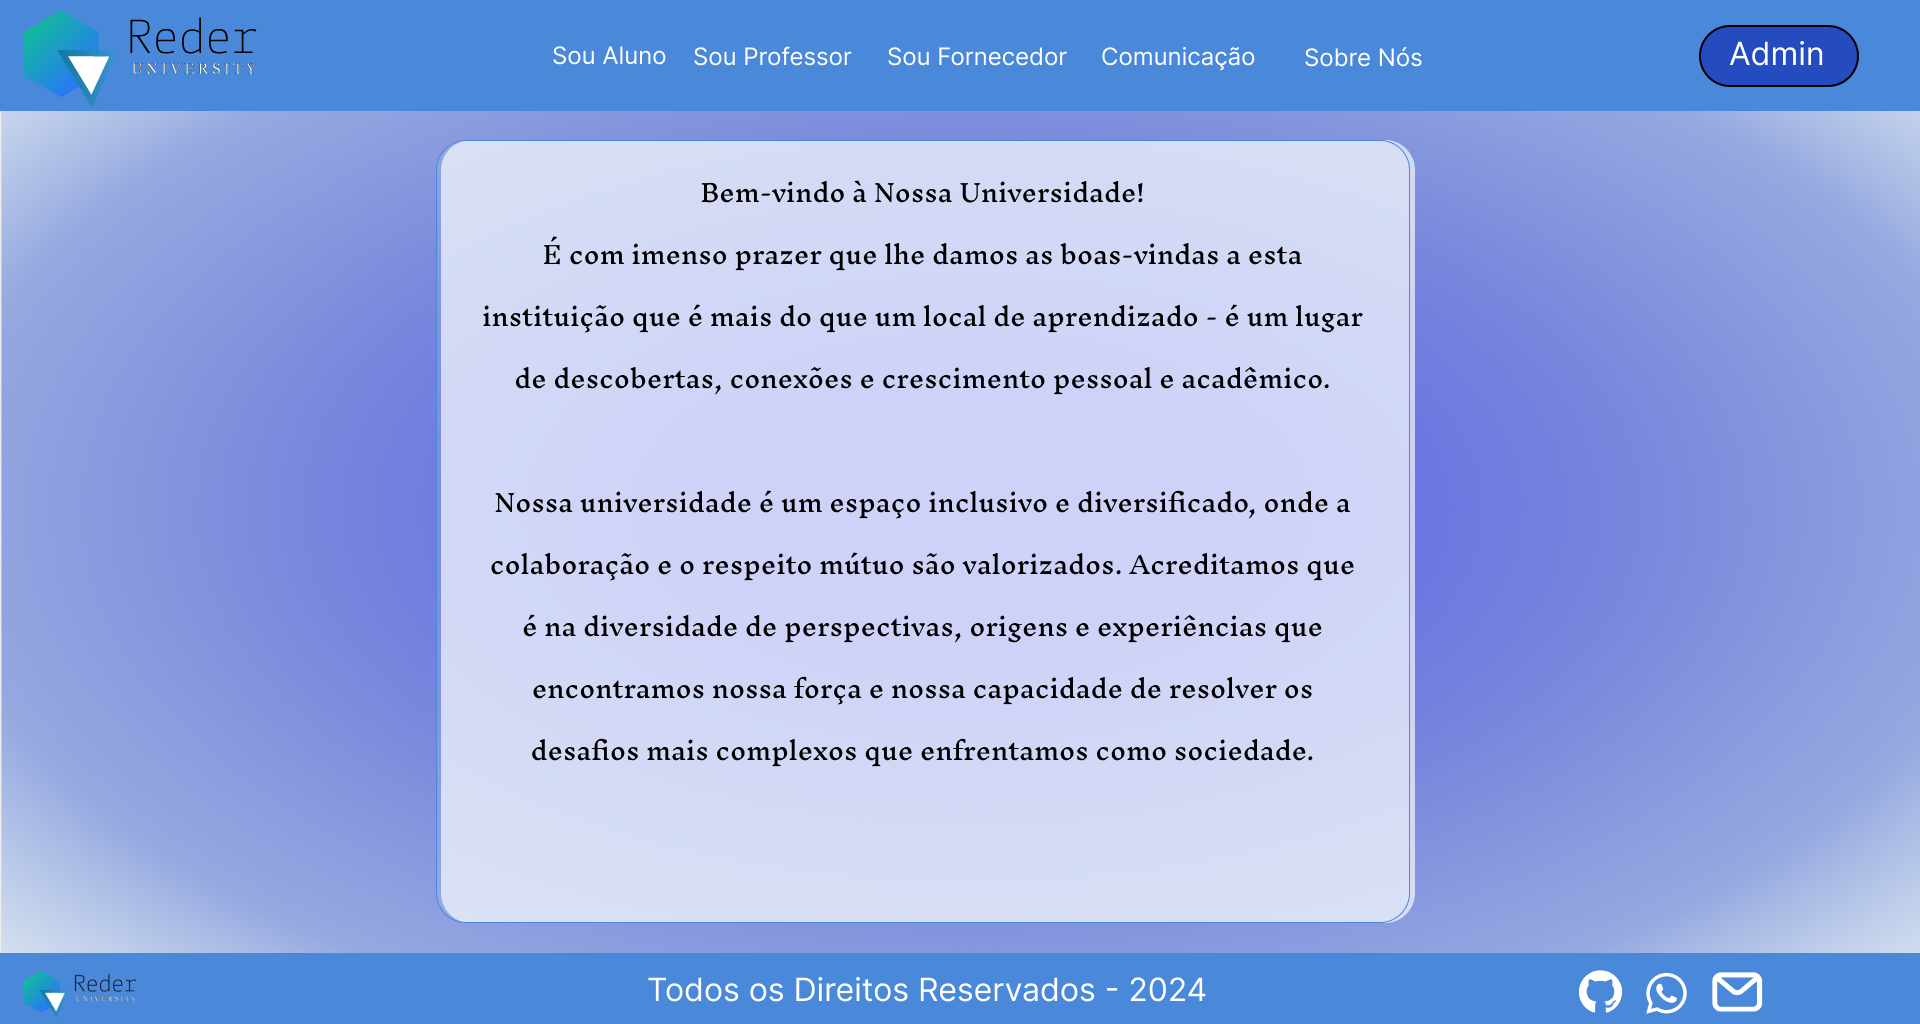 Reder
UNIVERSITY
Sou Aluno
Sou Professor
Sou Fornecedor
Comunicação
Sobre Nós
Admin
Bem-vindo à Nossa Universidade!
É com imenso prazer que lhe damos as boas-vindas a esta
instituição que é mais do que um local de aprendizado - é um lugar
de descobertas, conexões e crescimento pessoal e acadêmico.
Nossa universidade é um espaço inclusivo e diversificado, onde a
colaboração e o respeito mútuo são valorizados. Acreditamos que
é na diversidade de perspectivas, origens e experiências que
encontramos nossa força e nossa capacidade de resolver os
desafios mais complexos que enfrentamos como sociedade.
Reder
UNIVERSITY
Todos os Direitos Reservados - 2024